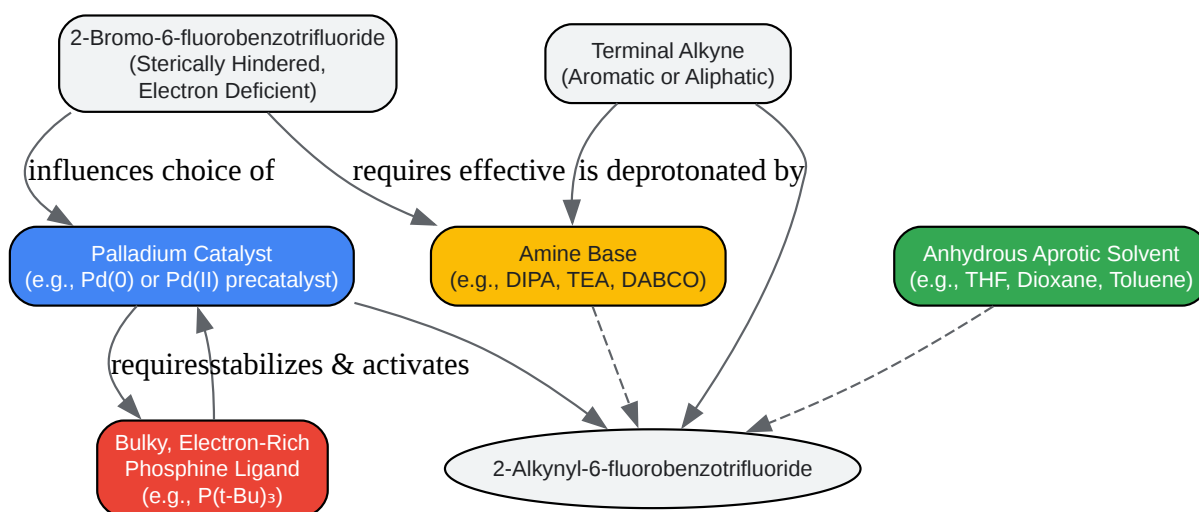 2-Bromo-6-fluorobenzotrifluoride
(Sterically Hindered,
Electron Deficient)
Terminal Alkyne
(Aromatic or Aliphatic)
influences choice of
requires effective
is deprotonated by
Palladium Catalyst
(e.g., Pd(0) or Pd(II) precatalyst)
Amine Base
(e.g., DIPA, TEA, DABCO)
Anhydrous Aprotic Solvent
(e.g., THF, Dioxane, Toluene)
requires
stabilizes & activates
Bulky, Electron-Rich
Phosphine Ligand
(e.g., P(t-Bu)₃)
2-Alkynyl-6-fluorobenzotrifluoride